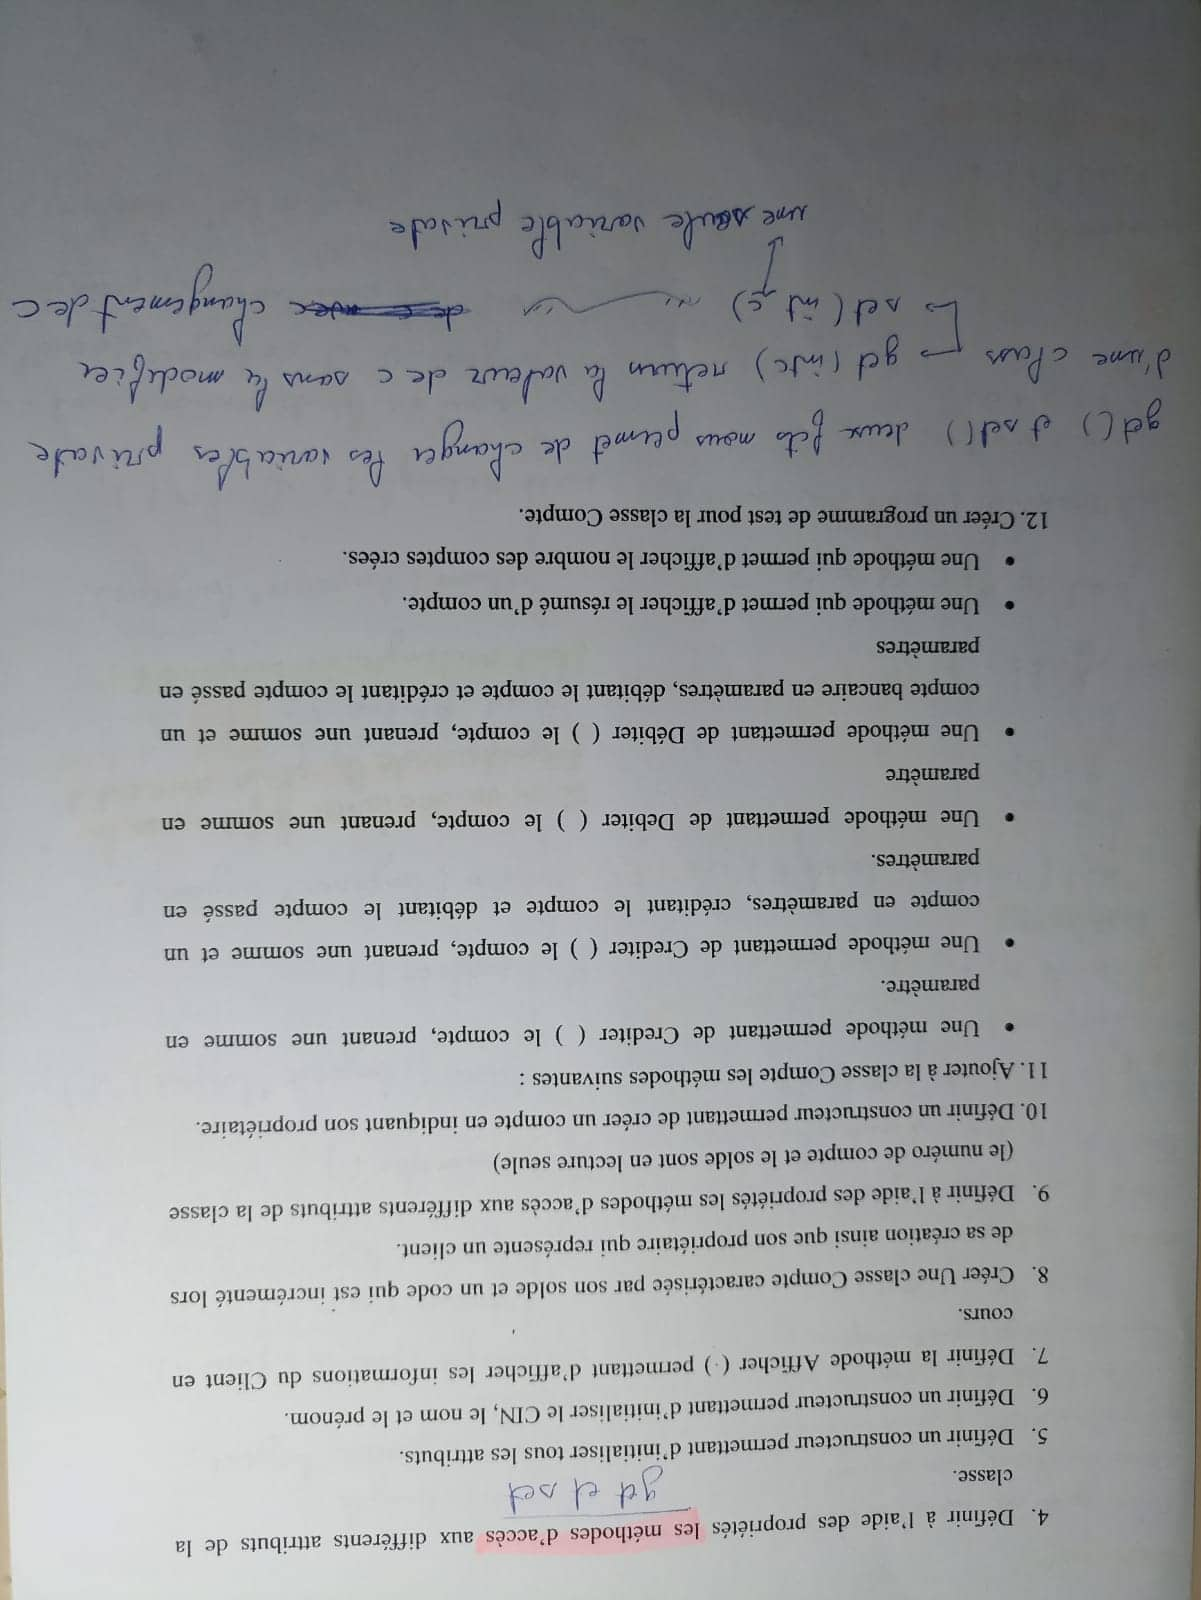 4. Définir à l'aide des propriétés les méthodes d'accès aux différents attributs de la
classe.
get et set
5. Définir un constructeur permettant d'initialiser tous les attributs.
6. Définir un constructeur permettant d'initialiser le CIN, le nom et le prénom.
7. Définir la méthode Afficher ( ) permettant d'afficher les informations du Client en
cours.
8. Créer Une classe Compte caractérisée par son solde et un code qui est incrémenté lors
de sa création ainsi que son propriétaire qui représente un client.
9. Définir à l'aide des propriétés les méthodes d'accès aux différents attributs de la classe
(le numéro de compte et le solde sont en lecture seule)
10. Définir un constructeur permettant de créer un compte en indiquant son propriétaire.
11. Ajouter à la classe Compte les méthodes suivantes :
• Une méthode permettant de Crediter ( ) le compte, prenant une somme en
paramètre.
• Une méthode permettant de Crediter ( ) le compte, prenant une somme et un
compte en paramètres, créditant le compte et débitant le compte passé en
paramètres.
• Une méthode permettant de Debiter ( ) le compte, prenant une somme en
paramètre
• Une méthode permettant de Débiter ( ) le compte, prenant une somme et un
compte bancaire en paramètres, débitant le compte et créditant le compte passé en
paramètres
• Une méthode qui permet d'afficher le résumé d'un compte.
• Une méthode qui permet d'afficher le nombre des comptes crées.
12. Créer un programme de test pour la classe Compte.
get() et set() deux fcts nous permet de changer les variables private
d'une class → get (int c) return la valeur de c sans la modifier
↳ set (int c) changement de c
une seule variable private